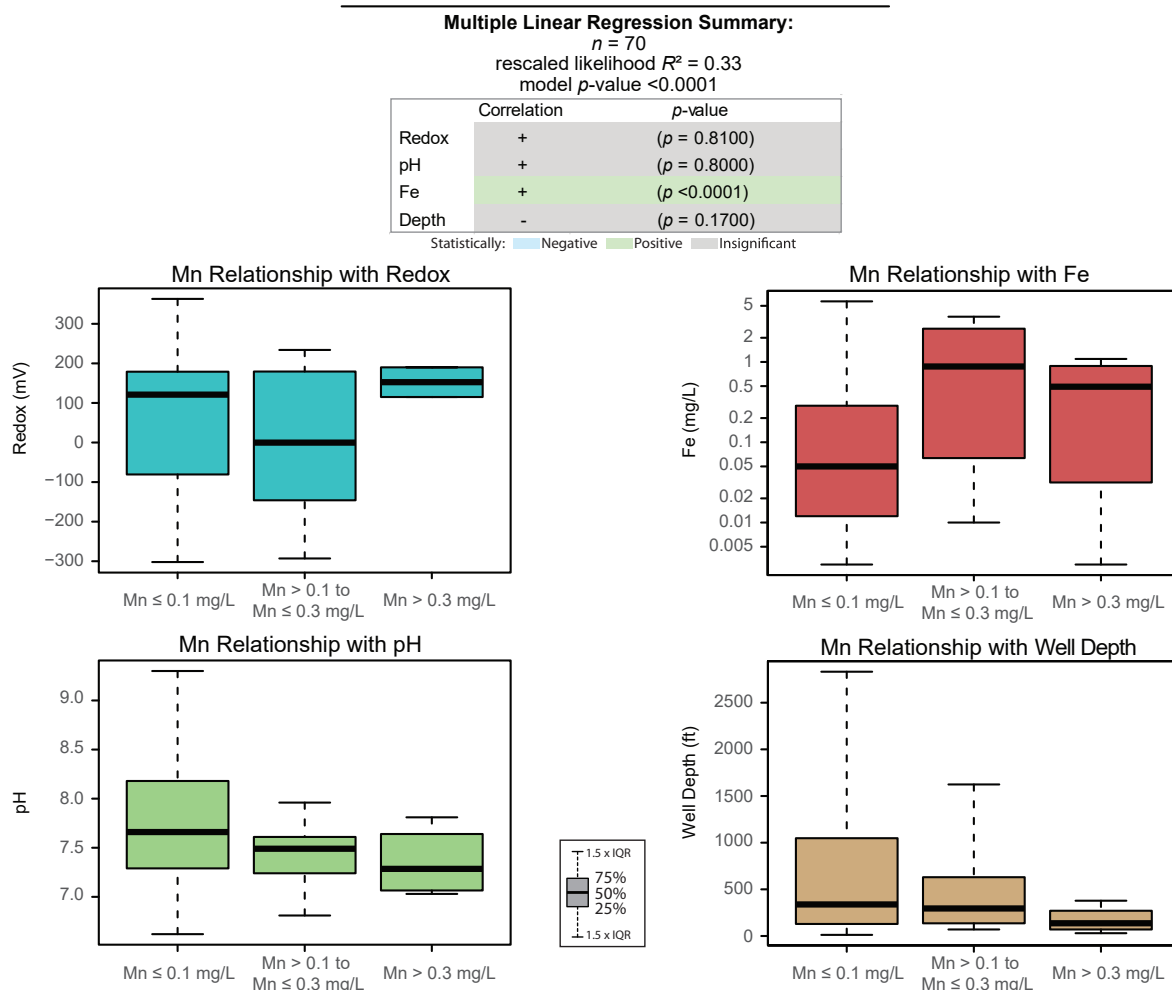 Multiple Linear Regression Summary:
n = 70
rescaled likelihood R² = 0.33
model p-value <0.0001
Correlation p-value
Redox + (p = 0.8100)
pH + (p = 0.8000)
Fe + (p <0.0001)
Depth - (p = 0.1700)
Statistically: Negative Positive Insignificant
Mn Relationship with Redox
Redox (mV)
300
200
100
0
−100
−200
−300
Mn ≤ 0.1 mg/L
Mn > 0.1 to
Mn ≤ 0.3 mg/L
Mn > 0.3 mg/L
Mn Relationship with Fe
Fe (mg/L)
5
2
1
0.5
0.2
0.1
0.05
0.02
0.01
0.005
Mn ≤ 0.1 mg/L
Mn > 0.1 to
Mn ≤ 0.3 mg/L
Mn > 0.3 mg/L
Mn Relationship with pH
pH
9.0
8.5
8.0
7.5
7.0
Mn ≤ 0.1 mg/L
Mn > 0.1 to
Mn ≤ 0.3 mg/L
Mn > 0.3 mg/L
1.5 x IQR
75%
50%
25%
1.5 x IQR
Mn Relationship with Well Depth
Well Depth (ft)
2500
2000
1500
1000
500
0
Mn ≤ 0.1 mg/L
Mn > 0.1 to
Mn ≤ 0.3 mg/L
Mn > 0.3 mg/L